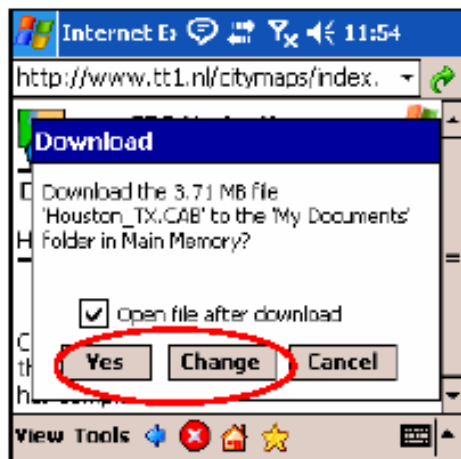 Internet E 11:54
http://www.tt1.nl/citymaps/index.
Download
Download the 3.71 MB file
'Houston_TX.CAB' to the 'My Documents'
folder in Main Memory?
Open file after download
Yes Change Cancel
View Tools